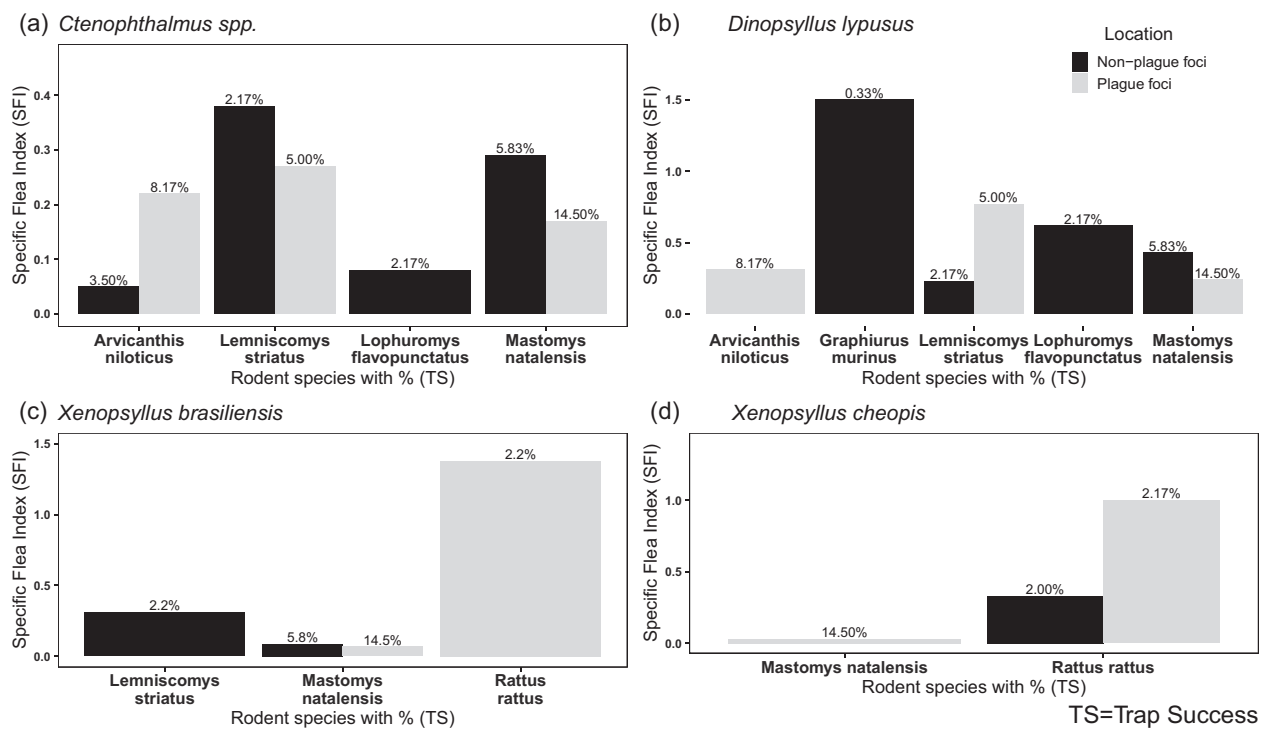 (a) Ctenophthalmus spp.
Specific Flea Index (SFI)
0.4
0.3
0.2
0.1
0.0
3.50%
8.17%
2.17%
5.00%
2.17%
5.83%
14.50%
Arvicanthis niloticus
Lemniscomys striatus
Lophuromys flavopunctatus
Mastomys natalensis
Rodent species with % (TS)
(b) Dinopsyllus lypusus
Location
Non−plague foci
Plague foci
Specific Flea Index (SFI)
1.5
1.0
0.5
0.0
8.17%
0.33%
2.17%
5.00%
2.17%
5.83%
14.50%
Arvicanthis niloticus
Graphiurus murinus
Lemniscomys striatus
Lophuromys flavopunctatus
Mastomys natalensis
Rodent species with % (TS)
(c) Xenopsyllus brasiliensis
Specific Flea Index (SFI)
1.5
1.0
0.5
0.0
2.2%
5.8%
14.5%
2.2%
Lemniscomys striatus
Mastomys natalensis
Rattus rattus
Rodent species with % (TS)
(d) Xenopsyllus cheopis
Specific Flea Index (SFI)
1.0
0.5
0.0
14.50%
2.00%
2.17%
Mastomys natalensis
Rattus rattus
Rodent species with % (TS)
TS=Trap Success